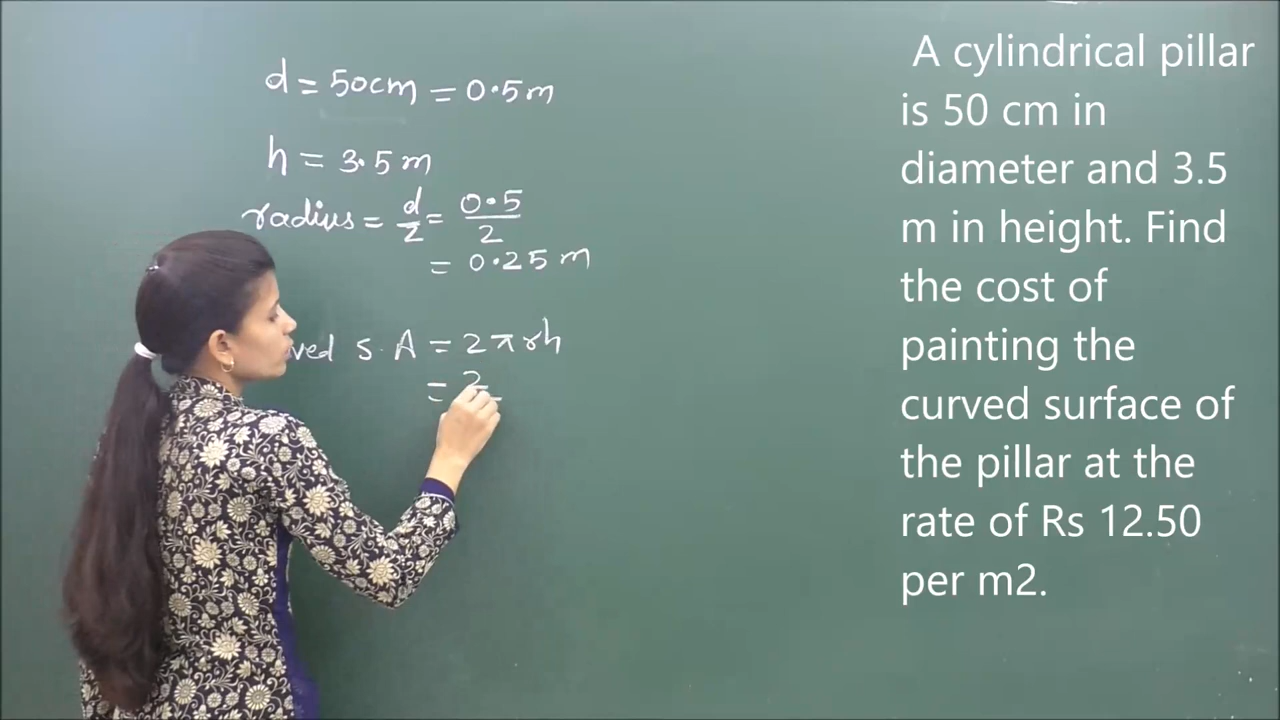 d = 50cm = 0.5m
h = 3.5 m
radius = d/2 = 0.5/2
= 0.25 m
S.A = 2πrh
= 2
A cylindrical pillar
is 50 cm in
diameter and 3.5
m in height. Find
the cost of
painting the
curved surface of
the pillar at the
rate of Rs 12.50
per m2.